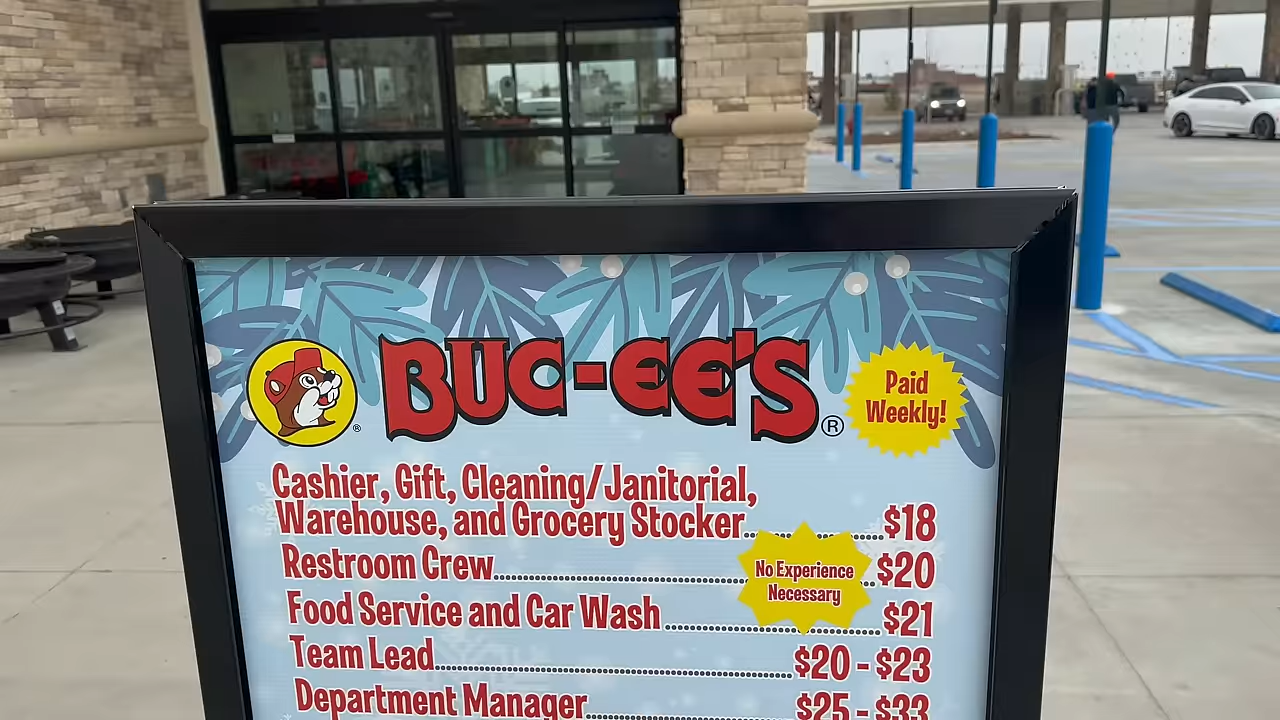 BUC-EE'S®
Paid
Weekly!
®
Cashier, Gift, Cleaning/Janitorial,
Warehouse, and Grocery Stocker........$18
Restroom Crew........$20
No Experience
Necessary
Food Service and Car Wash........$21
Team Lead........$20 - $23
Department Manager........$25 - $33